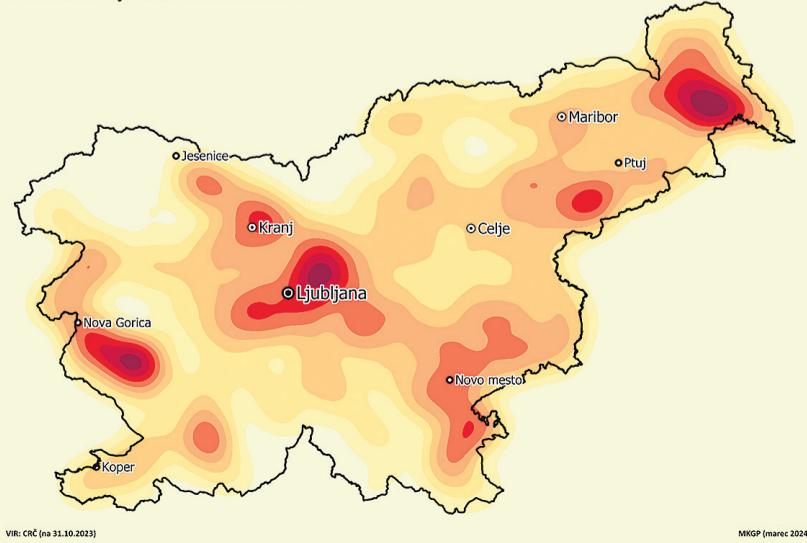 Maribor
Jesenice
Ptuj
Kranj
Celje
Ljubljana
Nova Gorica
Novo mesto
Koper
VIR: CRČ (na 31.10.2023)
MKGP (marec 2024